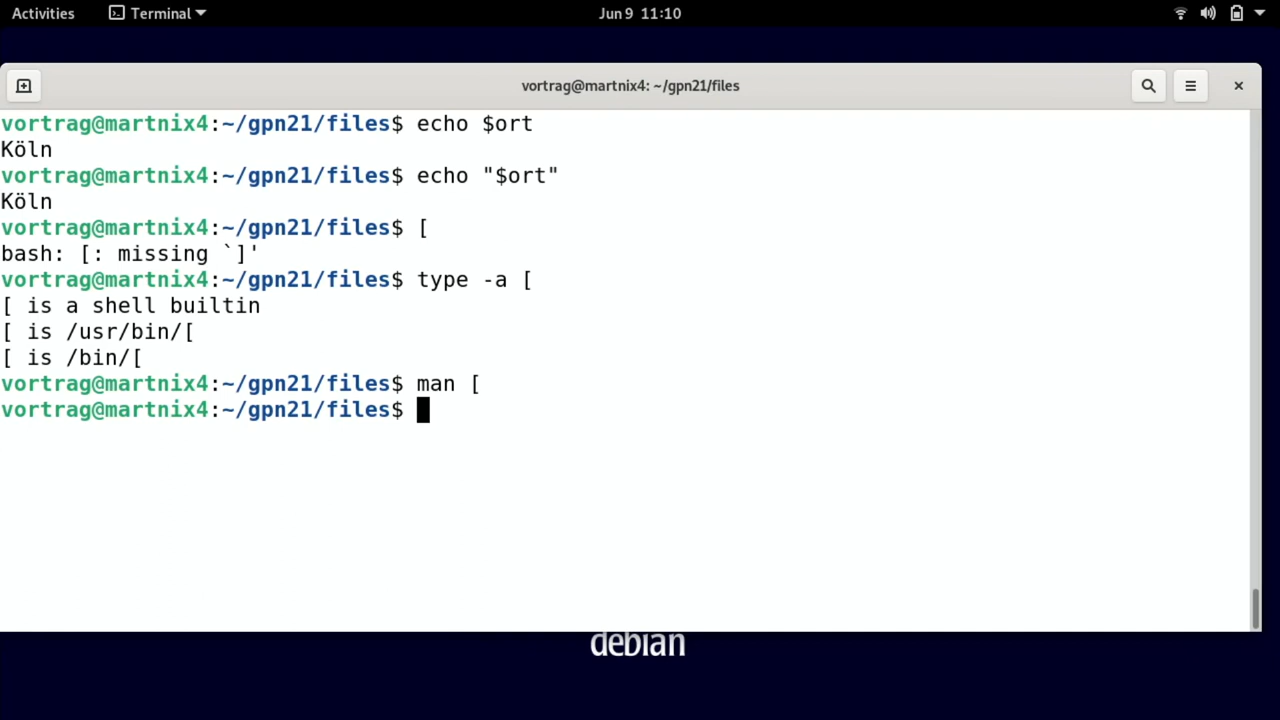 Activities Terminal Jun 9 11:10
vortrag@martnix4: ~/gpn21/files
vortrag@martnix4:~/gpn21/files$ echo $ort
Köln
vortrag@martnix4:~/gpn21/files$ echo "$ort"
Köln
vortrag@martnix4:~/gpn21/files$ [
bash: [: missing `]'
vortrag@martnix4:~/gpn21/files$ type -a [
[ is a shell builtin
[ is /usr/bin/[
[ is /bin/[
vortrag@martnix4:~/gpn21/files$ man [
vortrag@martnix4:~/gpn21/files$
debian